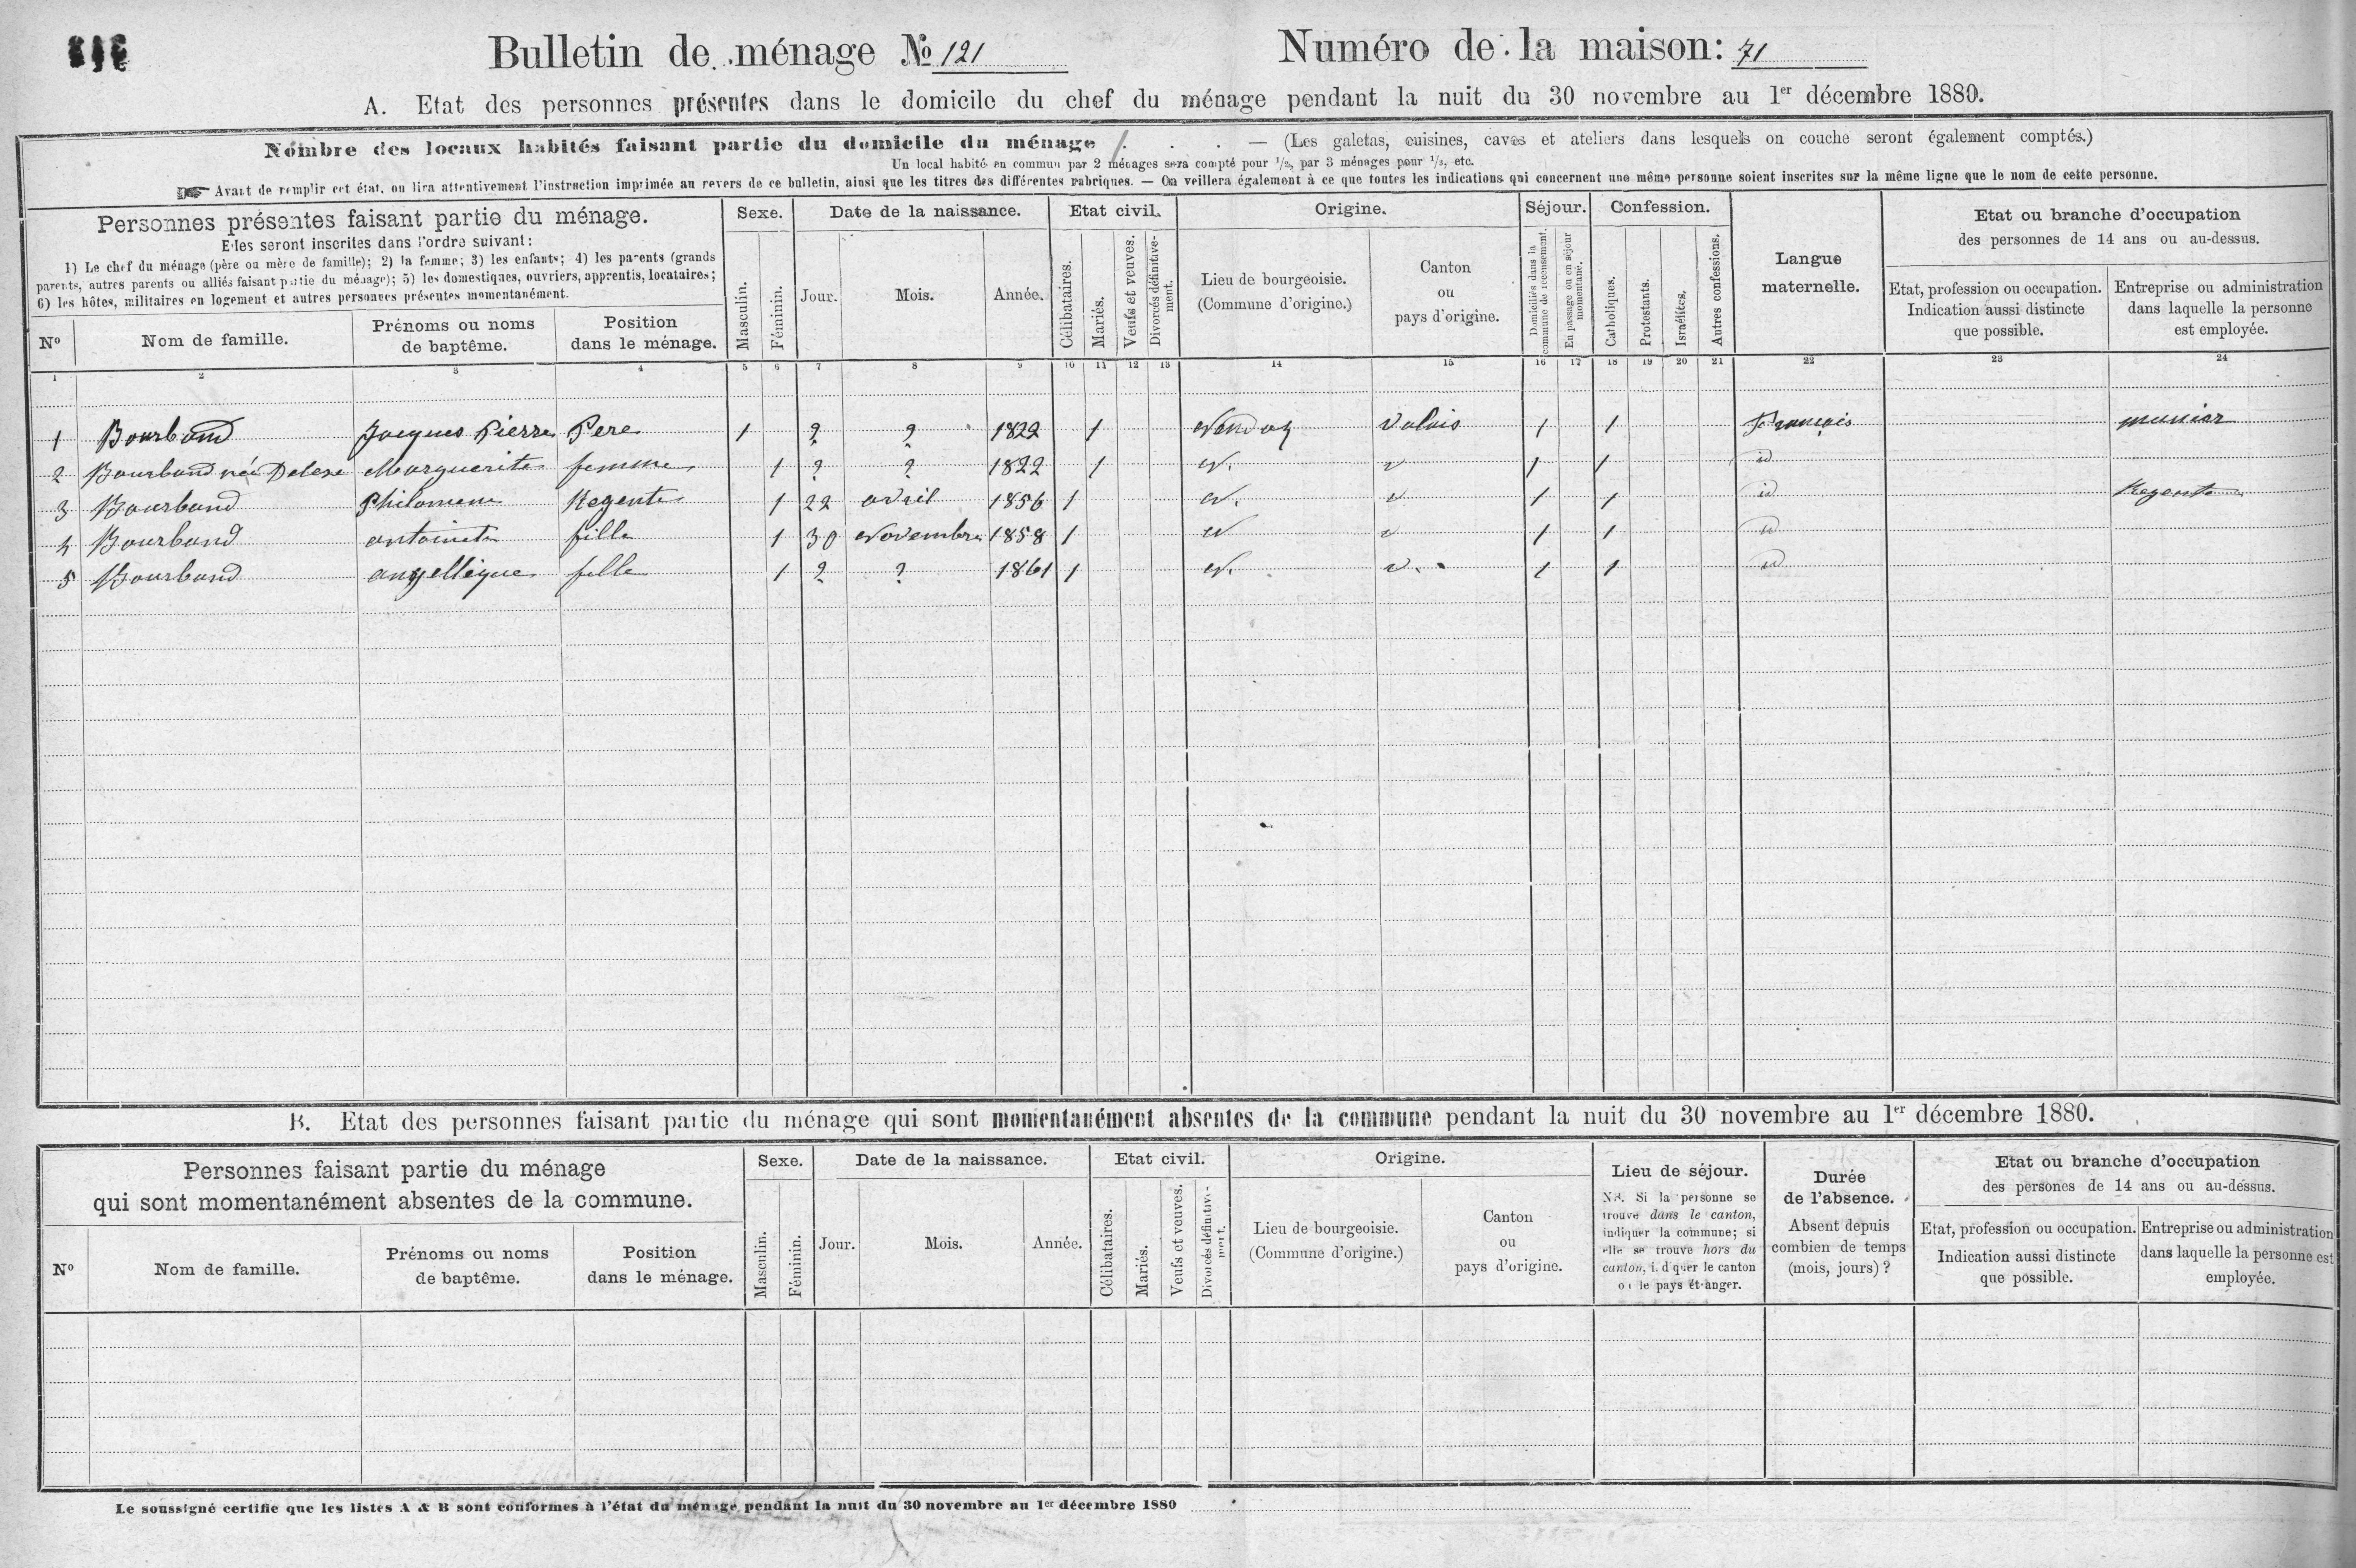 Bulletin de ménage № 121
Numéro de la maison: 71
A. Etat des personnes présentes dans le domicile du chef du ménage pendant la nuit du 30 novembre au 1er décembre 1880.
Nombre des locaux habités faisant partie du domicile du ménage 1 . . — (Les galetas, cuisines, caves et ateliers dans lesquels on couche seront également comptés.)
Un local habité en commun par 2 ménages sera compté pour 1/2, par 3 ménages pour 1/3, etc.
☞ Avant de remplir cet état, on lira attentivement l'instruction imprimée au revers de ce bulletin, ainsi que les titres des différentes rubriques. — On veillera également à ce que toutes les indications qui concernent une même personne soient inscrites sur la même ligne que le nom de cette personne.
Personnes présentes faisant partie du ménage.
Elles seront inscrites dans l'ordre suivant:
1) Le chef du ménage (père ou mère de famille); 2) la femme; 3) les enfants; 4) les parents (grands
parents, autres parents ou alliés faisant partie du ménage); 5) les domestiques, ouvriers, apprentis, locataires;
6) les hôtes, militaires en logement et autres personnes présentes momentanément.
Nº
Nom de famille.
Prénoms ou noms
de baptême.
Position
dans le ménage.
Sexe.
Masculin.
Féminin.
Date de la naissance.
Jour.
Mois.
Année.
Etat civil.
Célibataires.
Mariés.
Veufs et veuves.
Divorcés définitive-
ment.
Origine.
Lieu de bourgeoisie.
(Commune d'origine.)
Canton
ou
pays d'origine.
Séjour.
Domiciliés dans la
commune de recensement.
En passage ou en séjour
momentané.
Confession.
Catholiques.
Protestants.
Israélites.
Autres confessions.
Langue
maternelle.
Etat ou branche d'occupation
des personnes de 14 ans ou au-dessus.
Etat, profession ou occupation.
Indication aussi distincte
que possible.
Entreprise ou administration
dans laquelle la personne
est employée.
1 2 3 4 5 6 7 8 9 10 11 12 13 14 15 16 17 18 19 20 21 22 23 24
1 Bourband Jacques Pierre Pere 1 ? ? 1822 1 Nendaz Valais 1 1 Français munier
2 Bourband née Deleze Marguerite femme 1 ? ? 1822 1 N. v 1 1 id
3 Bourband Philomene Regente 1 22 avril 1856 1 N. v 1 1 id Regente
4 Bourband antoinete fille 1 30 Novembre 1858 1 N v 1 1 id
5 Bourband angellique fille 1 ? ? 1861 1 N. v. 1 1 id
B. Etat des personnes faisant partie du ménage qui sont momentanément absentes de la commune pendant la nuit du 30 novembre au 1er décembre 1880.
Personnes faisant partie du ménage
qui sont momentanément absentes de la commune.
Nº
Nom de famille.
Prénoms ou noms
de baptême.
Position
dans le ménage.
Sexe.
Masculin.
Féminin.
Date de la naissance.
Jour.
Mois.
Année.
Etat civil.
Célibataires.
Mariés.
Veufs et veuves.
Divorcés définitive-
ment.
Origine.
Lieu de bourgeoisie.
(Commune d'origine.)
Canton
ou
pays d'origine.
Lieu de séjour.
NB. Si la personne se
trouve dans le canton,
indiquer la commune; si
elle se trouve hors du
canton, indiquer le canton
ou le pays étranger.
Durée
de l'absence.
Absent depuis
combien de temps
(mois, jours)?
Etat ou branche d'occupation
des persones de 14 ans ou au-dessus.
Etat, profession ou occupation.
Indication aussi distincte
que possible.
Entreprise ou administration
dans laquelle la personne est
employée.
Le soussigné certifie que les listes A & B sont conformes à l'état du ménage pendant la nuit du 30 novembre au 1er décembre 1880